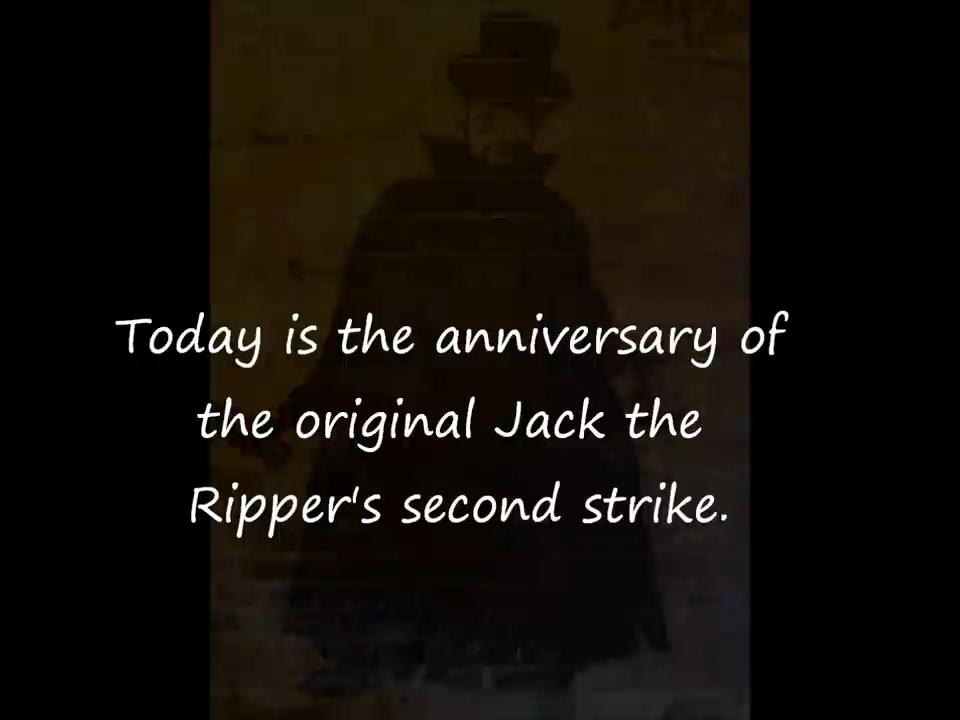 Today is the anniversary of
the original Jack the
Ripper's second strike.